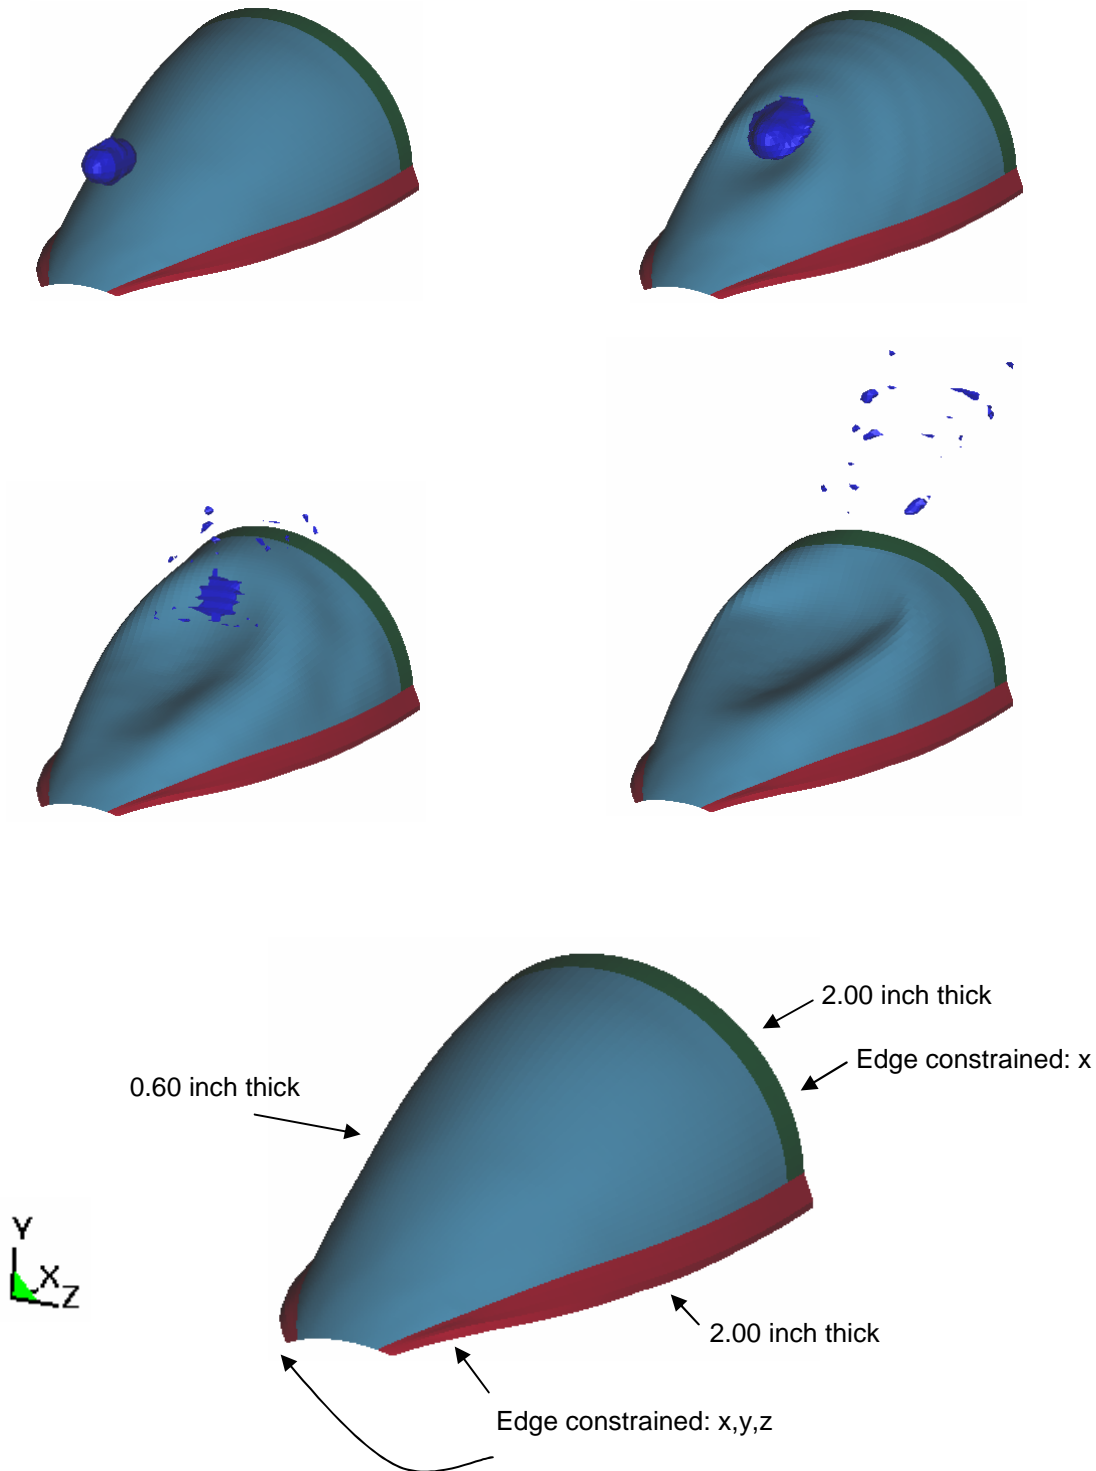 2.00 inch thick
Edge constrained: x
0.60 inch thick
Y
X
Z
2.00 inch thick
Edge constrained: x,y,z